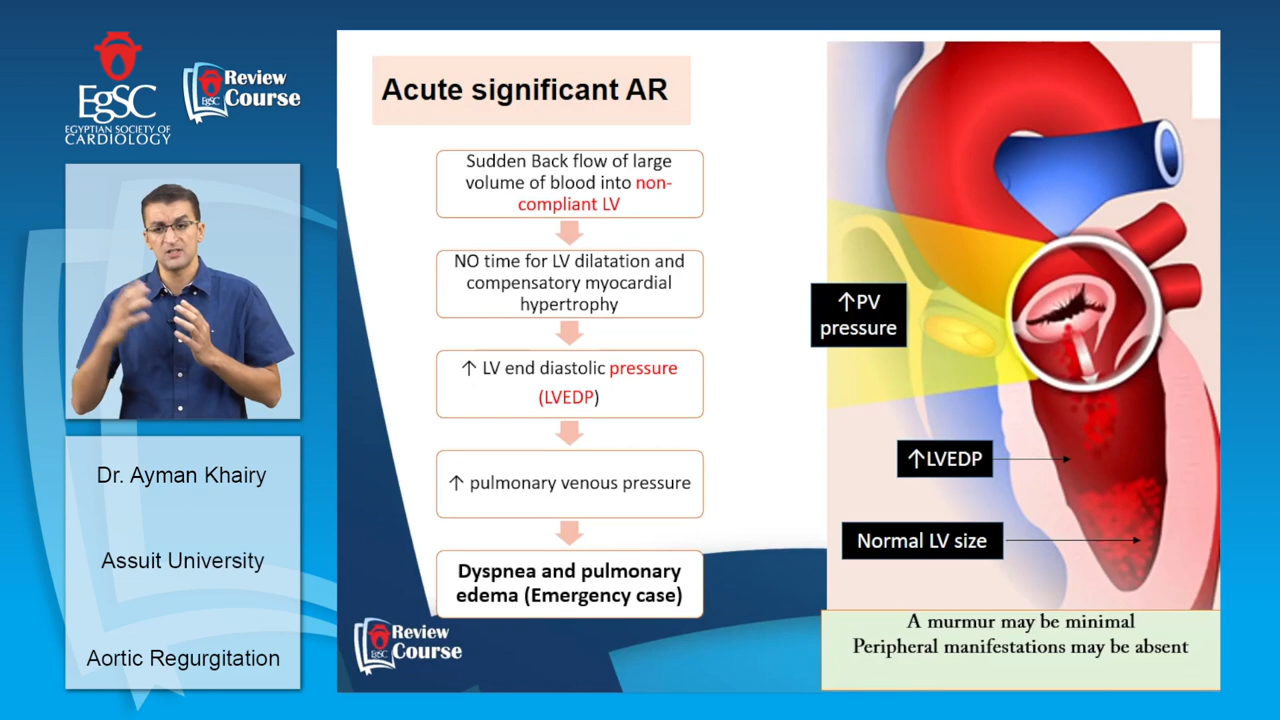 EgSC
EGYPTIAN SOCIETY OF
CARDIOLOGY
EgSC
Review
Course
Dr. Ayman Khairy
Assuit University
Aortic Regurgitation
Acute significant AR
Sudden Back flow of large
volume of blood into non-
compliant LV
NO time for LV dilatation and
compensatory myocardial
hypertrophy
↑ LV end diastolic pressure
(LVEDP)
↑ pulmonary venous pressure
Dyspnea and pulmonary
edema (Emergency case)
EgSC
Review
Course
↑PV
pressure
↑LVEDP
Normal LV size
A murmur may be minimal
Peripheral manifestations may be absent